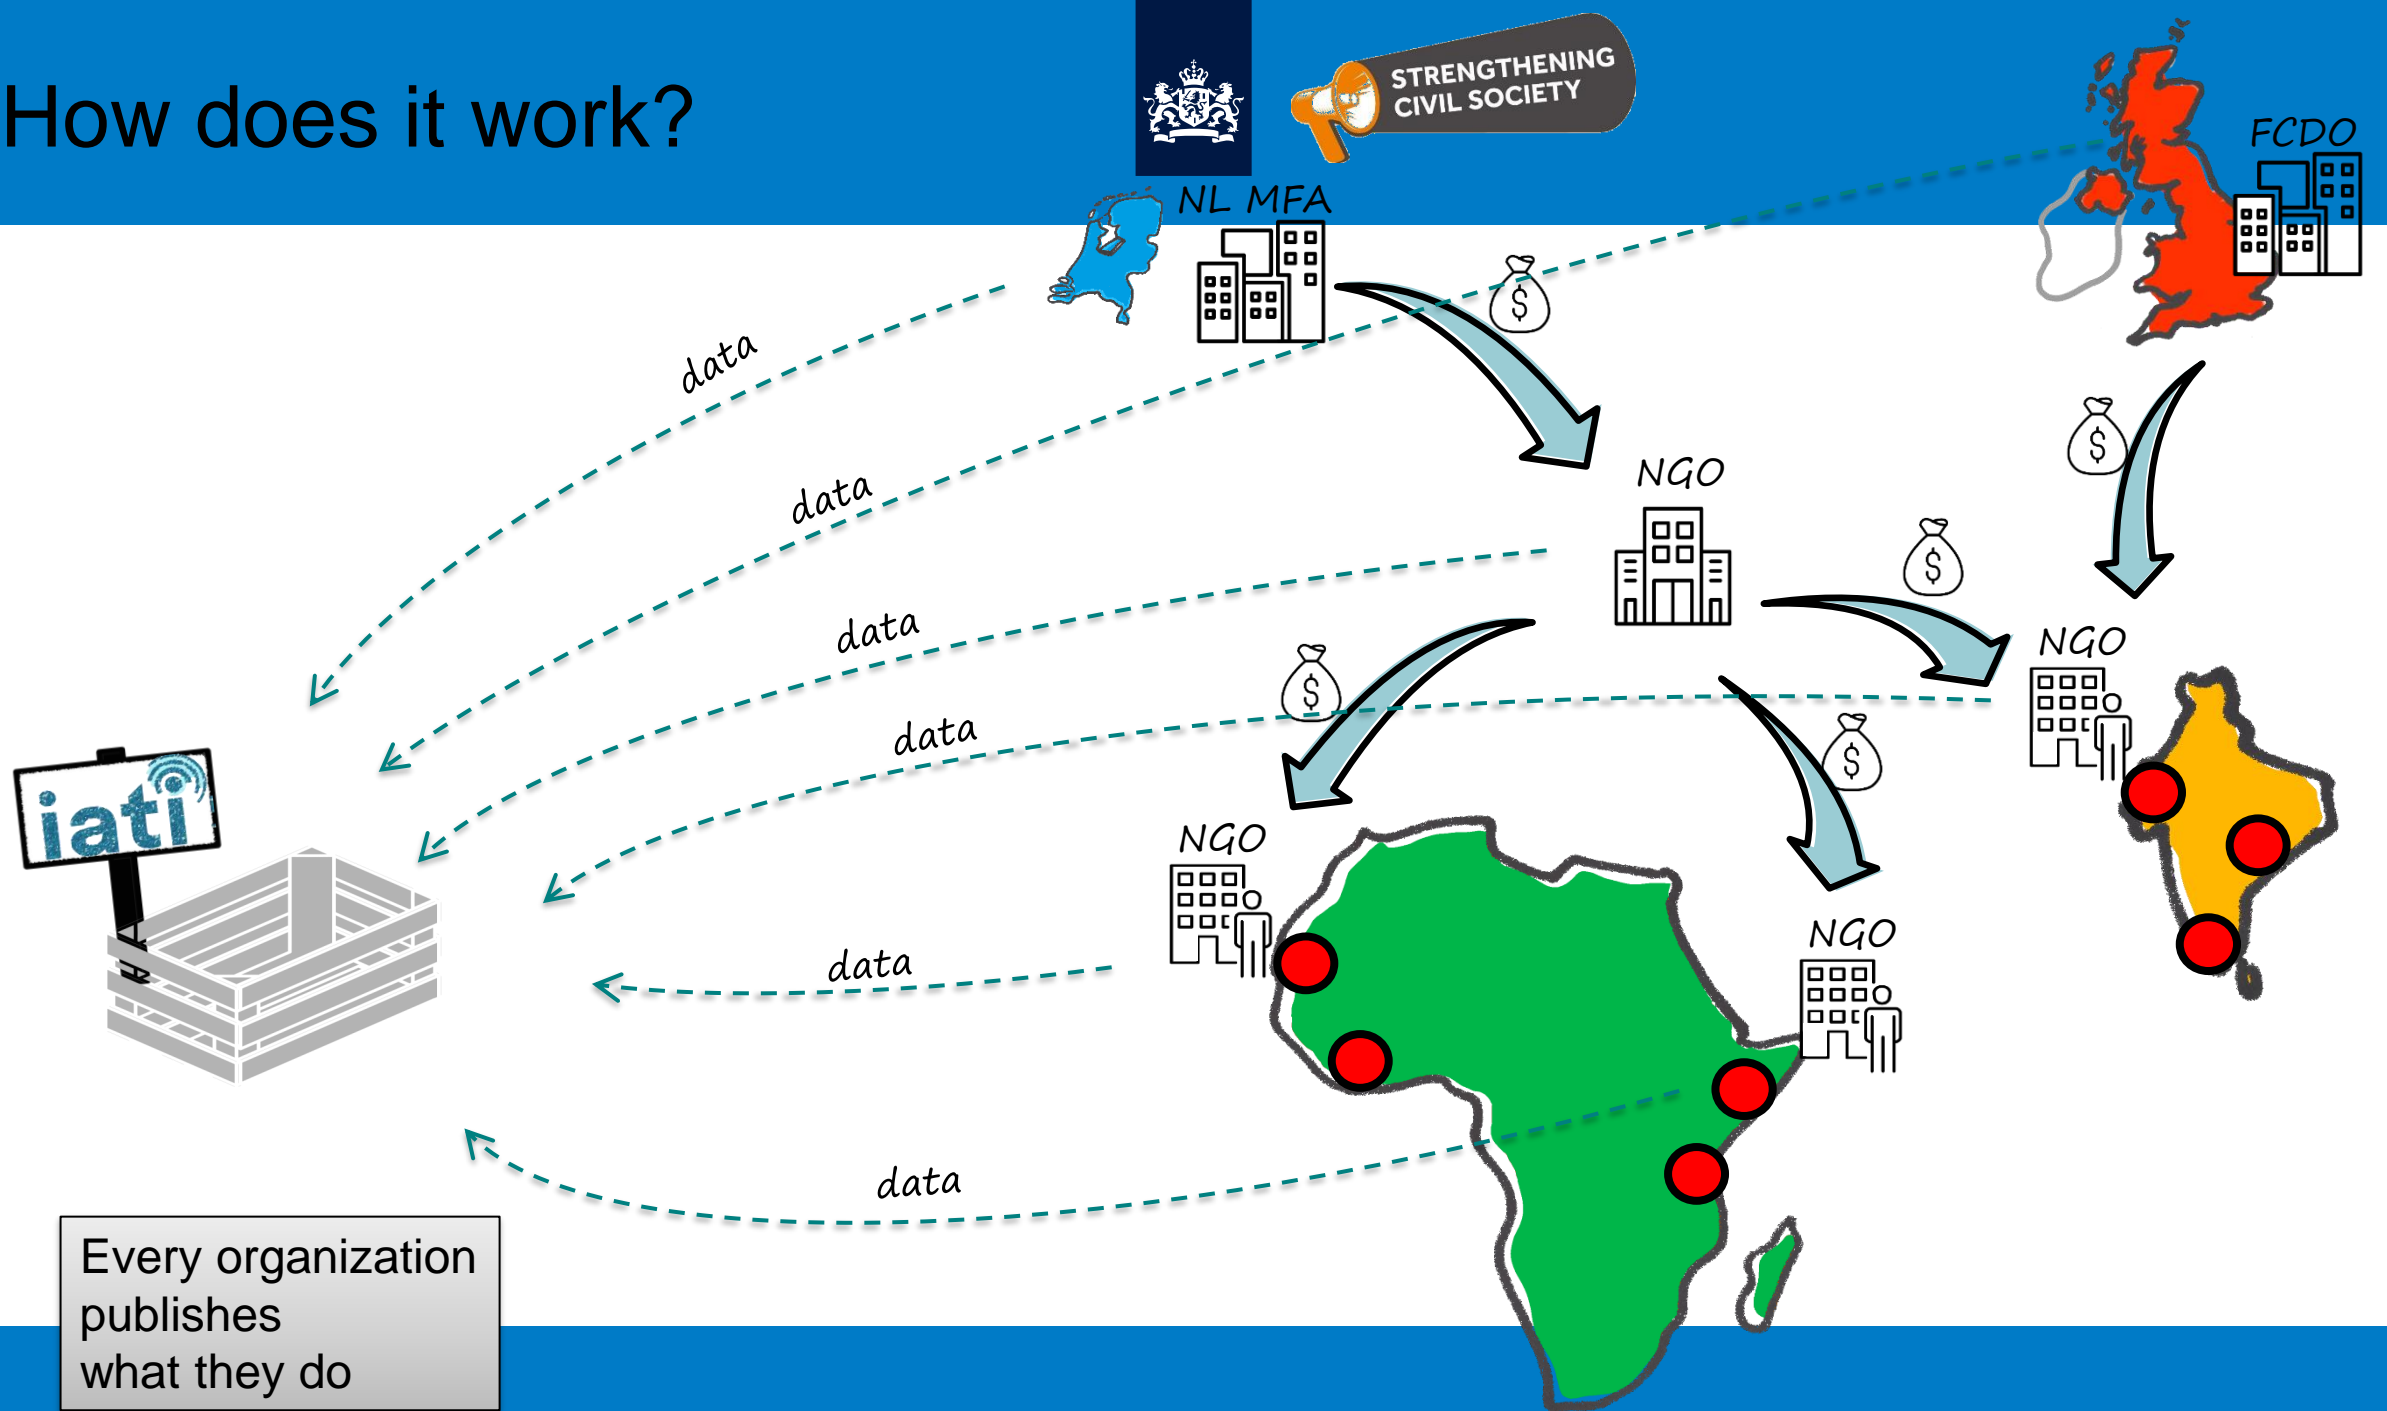 How does it work?
STRENGTHENING
CIVIL SOCIETY
FCDO
NL MFA
$
data
$
NGO
data
$
NGO
data
$
data
$
iati
NGO
NGO
data
data
Every organization
publishes
what they do